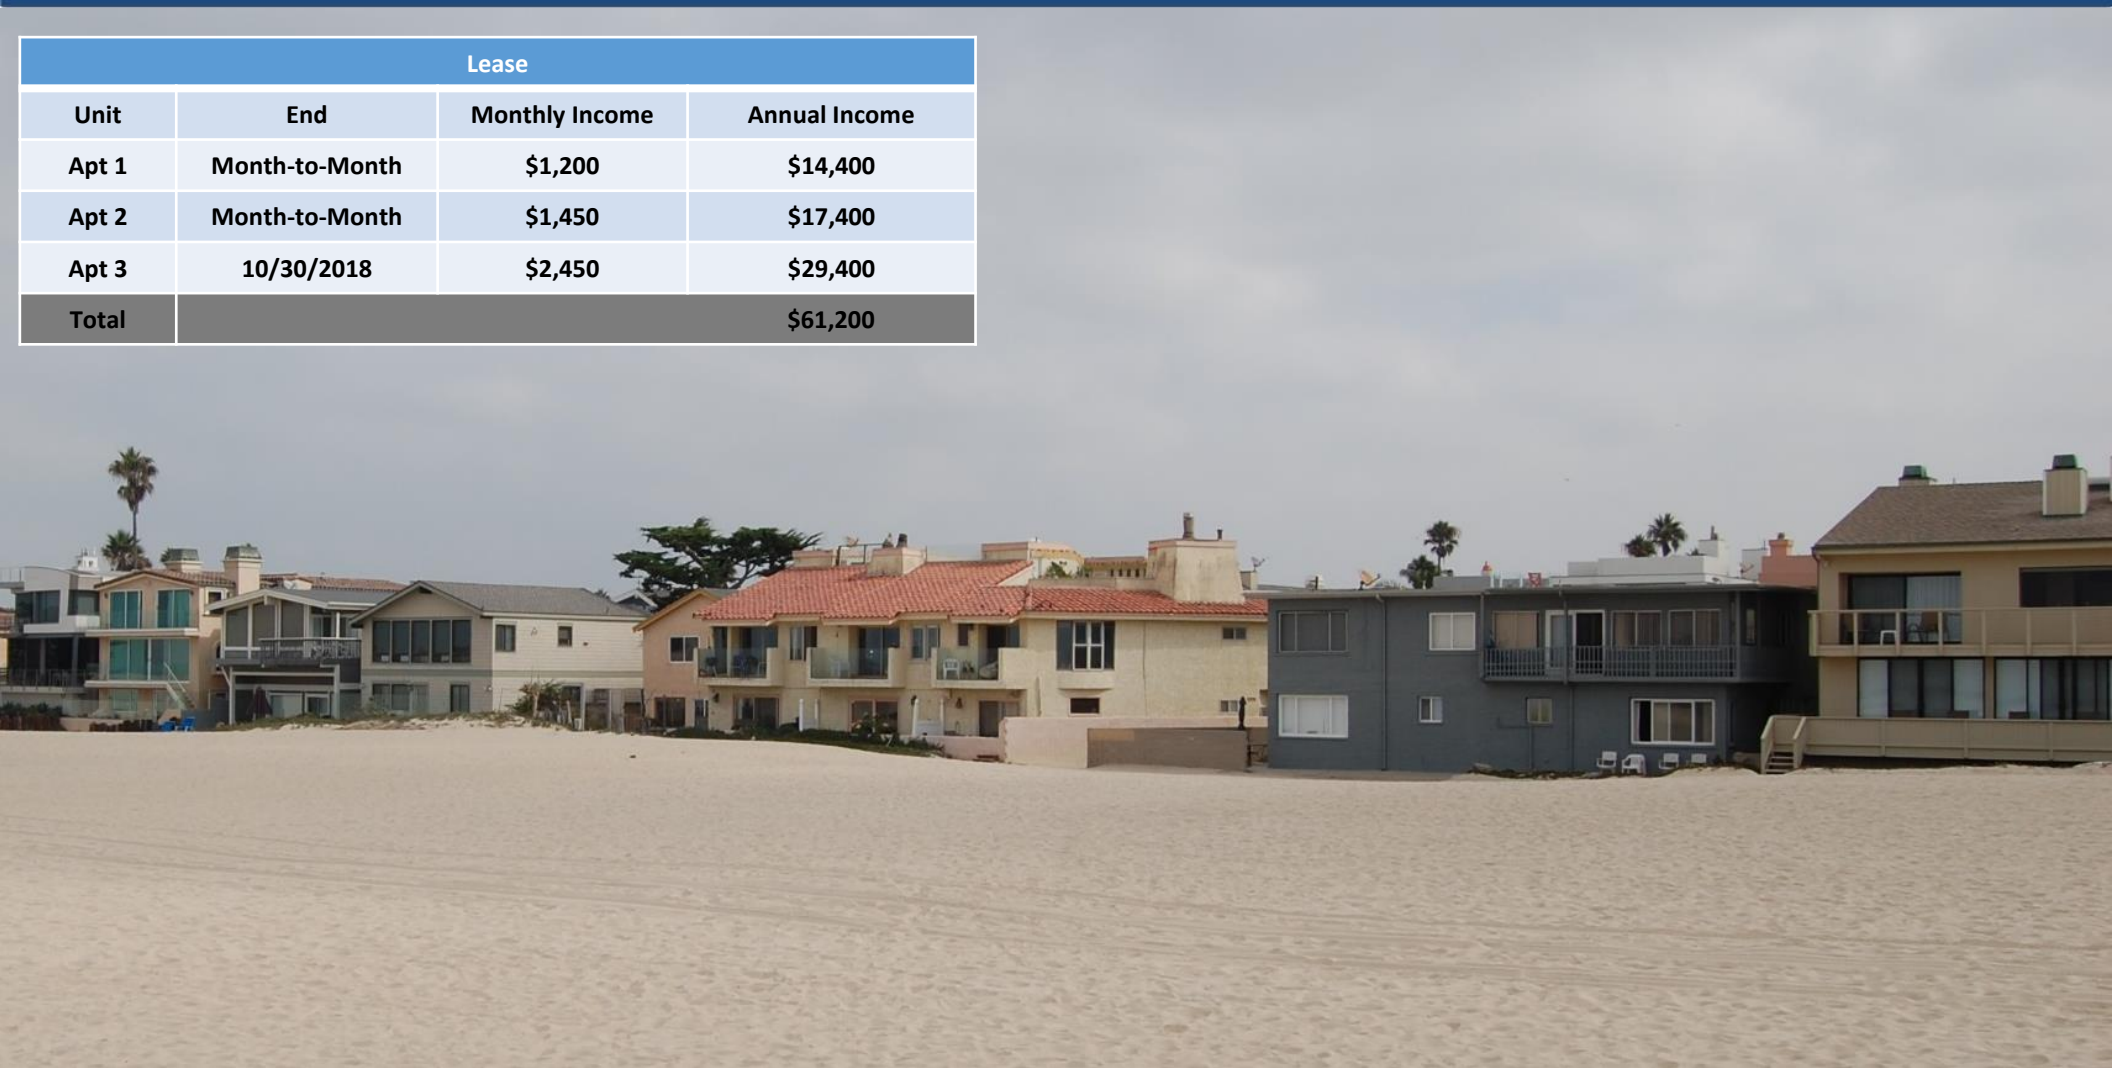 Lease
Unit End Monthly Income Annual Income
Apt 1 Month-to-Month $1,200 $14,400
Apt 2 Month-to-Month $1,450 $17,400
Apt 3 10/30/2018 $2,450 $29,400
Total $61,200